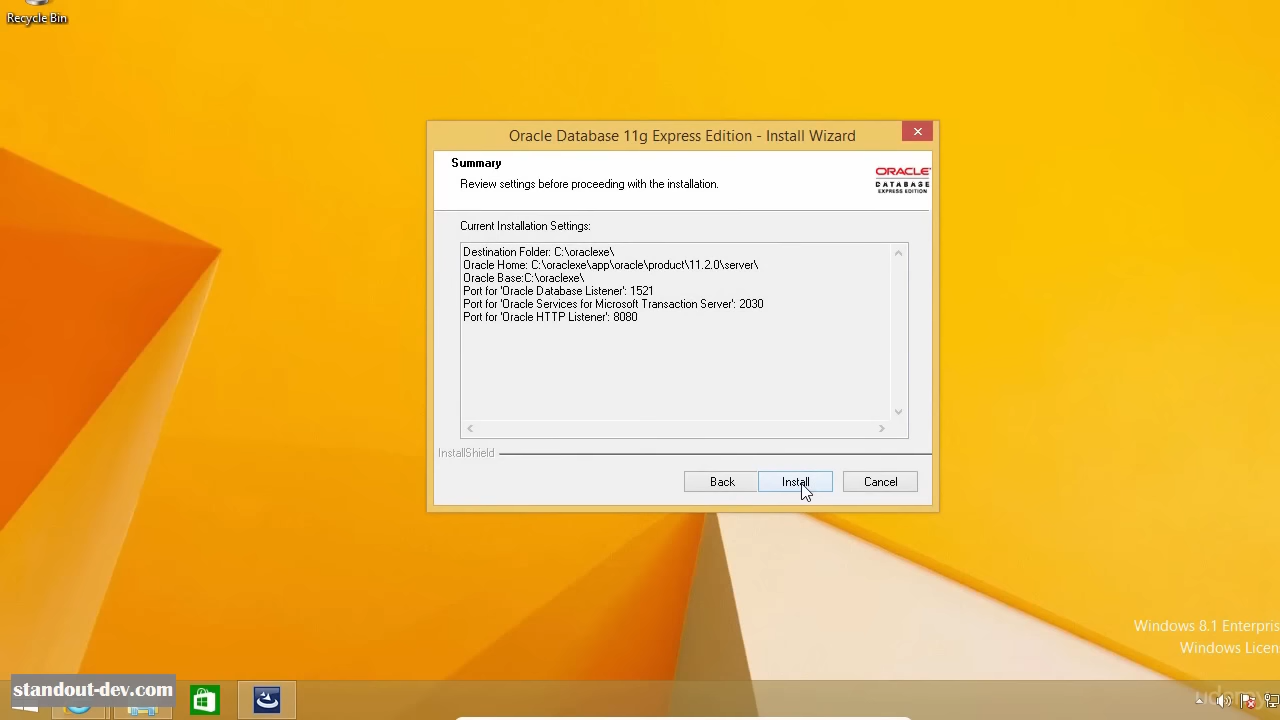 Recycle Bin
Oracle Database 11g Express Edition - Install Wizard
Summary
Review settings before proceeding with the installation.
ORACLE
DATABASE
EXPRESS EDITION
Current Installation Settings:
Destination Folder: C:\oraclexe\
Oracle Home: C:\oraclexe\app\oracle\product\11.2.0\server\
Oracle Base:C:\oraclexe\
Port for 'Oracle Database Listener': 1521
Port for 'Oracle Services for Microsoft Transaction Server': 2030
Port for 'Oracle HTTP Listener': 8080
InstallShield
Back
Install
Cancel
Windows 8.1 Enterpris
Windows Licen
standout-dev.com
udemy